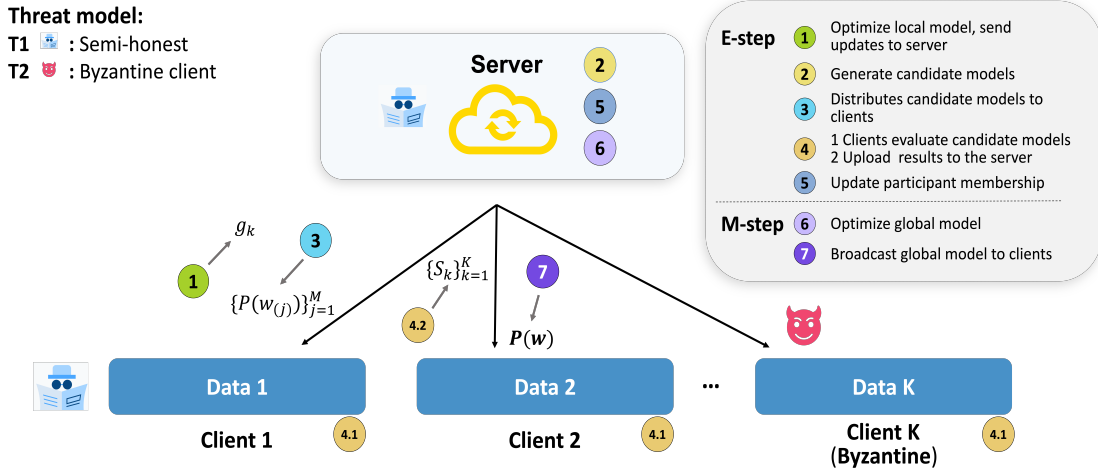 Threat model:
T1 : Semi-honest
T2 : Byzantine client
Server
2
5
6
E-step
1 Optimize local model, send
updates to server
2 Generate candidate models
3 Distributes candidate models to
clients
4 1 Clients evaluate candidate models
2 Upload results to the server
5 Update participant membership
M-step
6 Optimize global model
7 Broadcast global model to clients
g_k
3
1
{P(w_(j))}_{j=1}^M
{S_k}_{k=1}^K
7
4.2
P(w)
Data 1
Data 2
...
Data K
4.1
4.1
4.1
Client 1
Client 2
Client K
(Byzantine)